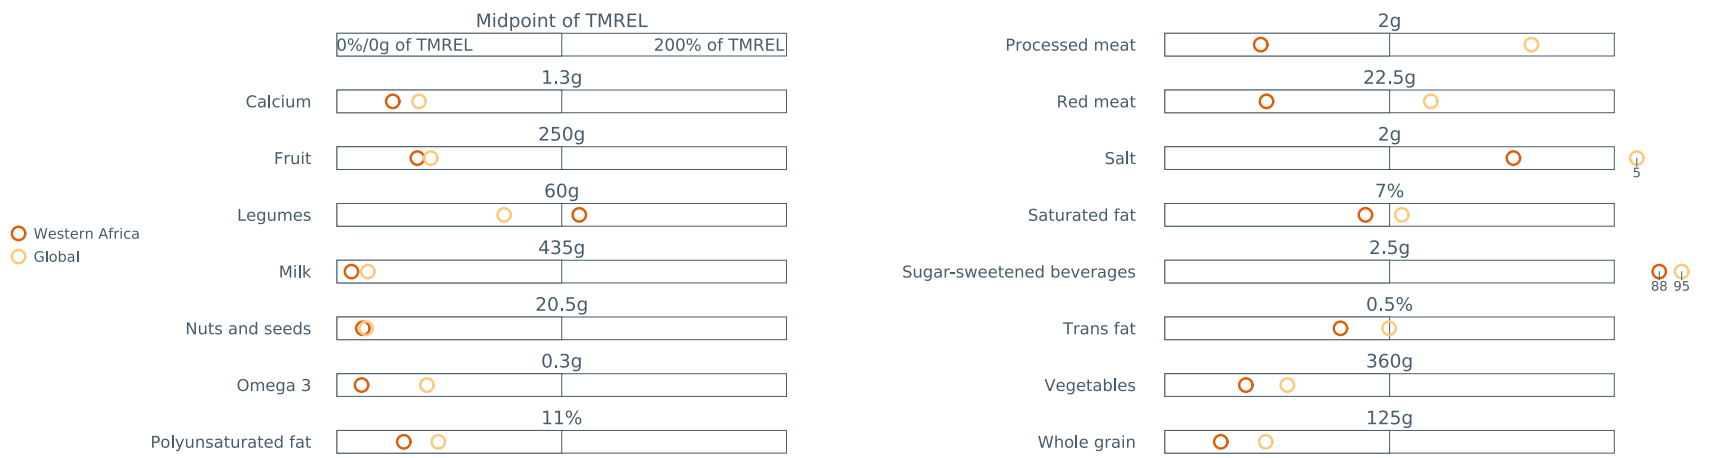 Midpoint of TMREL
0%/0g of TMREL 200% of TMREL
1.3g
Calcium
250g
Fruit
60g
Legumes
435g
Milk
20.5g
Nuts and seeds
0.3g
Omega 3
11%
Polyunsaturated fat
Western Africa
Global
2g
Processed meat
22.5g
Red meat
2g
Salt
5
7%
Saturated fat
2.5g
Sugar-sweetened beverages
88 95
0.5%
Trans fat
360g
Vegetables
125g
Whole grain